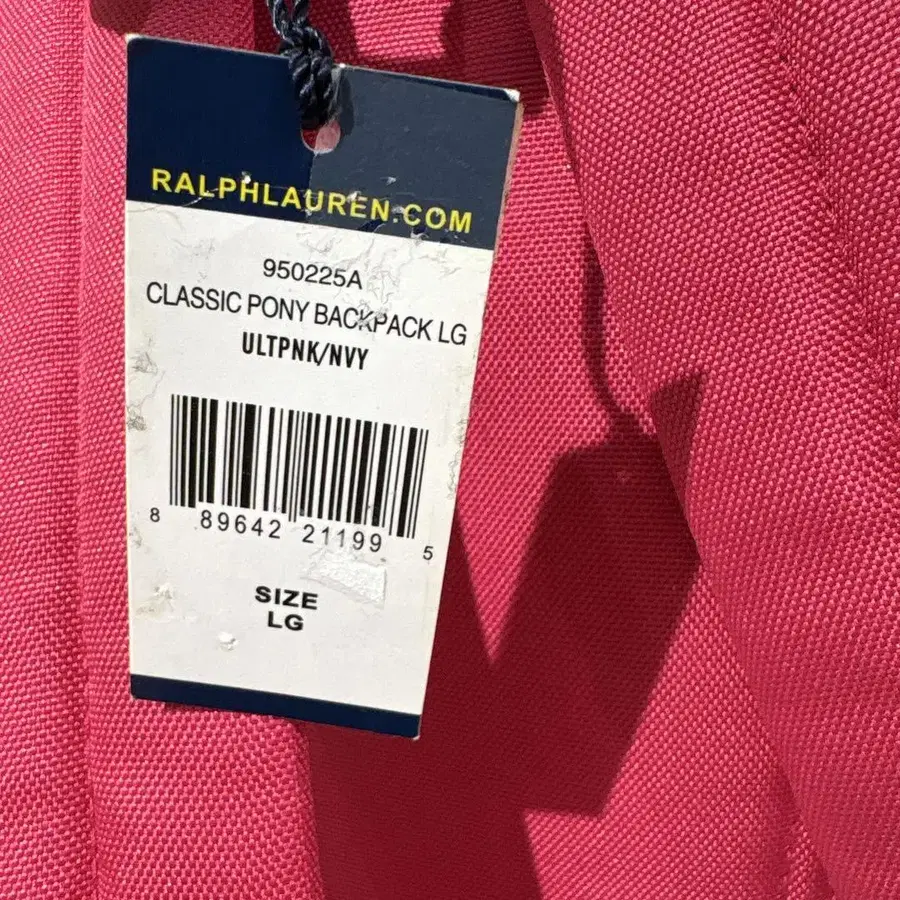 RALPHLAUREN.COM
950225A
CLASSIC PONY BACKPACK LG
ULTPNK/NVY
8 89642 21199 5
SIZE
LG